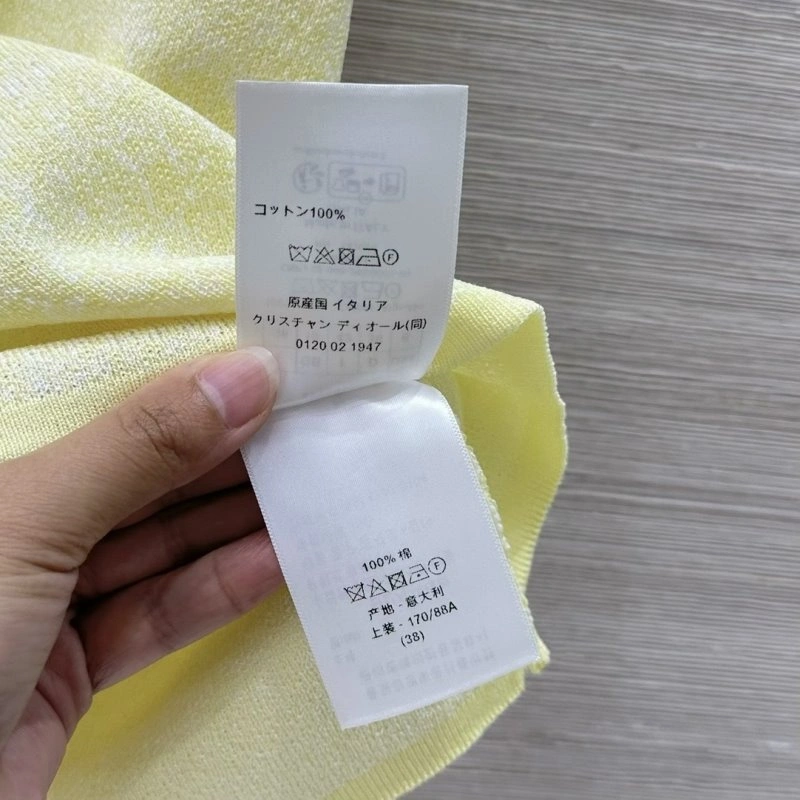 コットン100%
F
原産国 イタリア
クリスチャン ディオール(同)
0120 02 1947
100% 棉
F
产地 - 意大利
上装 - 170/88A
(38)